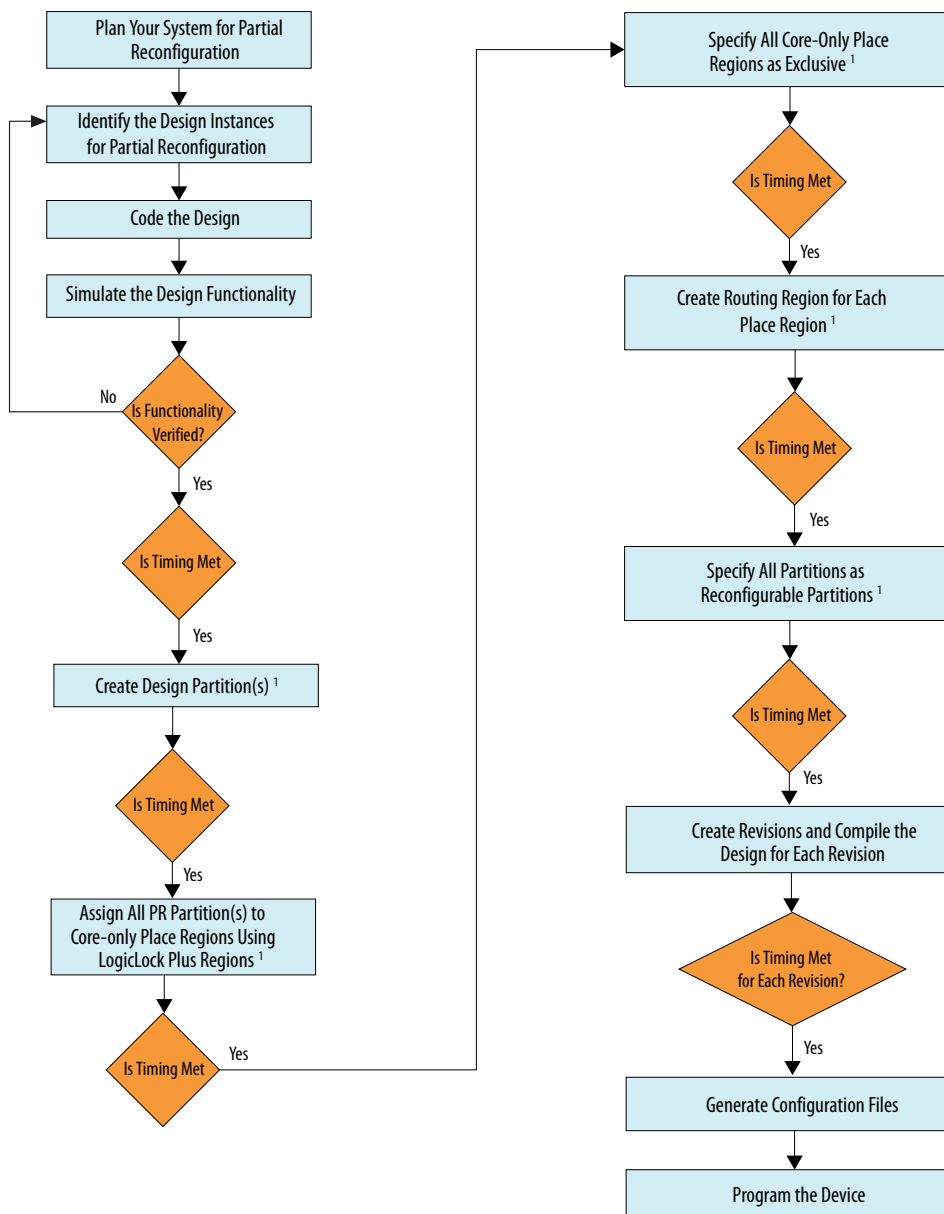 Plan Your System for Partial
Reconfiguration
Identify the Design Instances
for Partial Reconfiguration
Code the Design
Simulate the Design Functionality
No
Is Functionality
Verified?
Yes
Is Timing Met
Yes
Create Design Partition(s) 1
Is Timing Met
Yes
Assign All PR Partition(s) to
Core-only Place Regions Using
LogicLock Plus Regions 1
Is Timing Met
Yes
Specify All Core-Only Place
Regions as Exclusive 1
Is Timing Met
Yes
Create Routing Region for Each
Place Region 1
Is Timing Met
Yes
Specify All Partitions as
Reconfigurable Partitions 1
Is Timing Met
Yes
Create Revisions and Compile the
Design for Each Revision
Is Timing Met
for Each Revision?
Yes
Generate Configuration Files
Program the Device